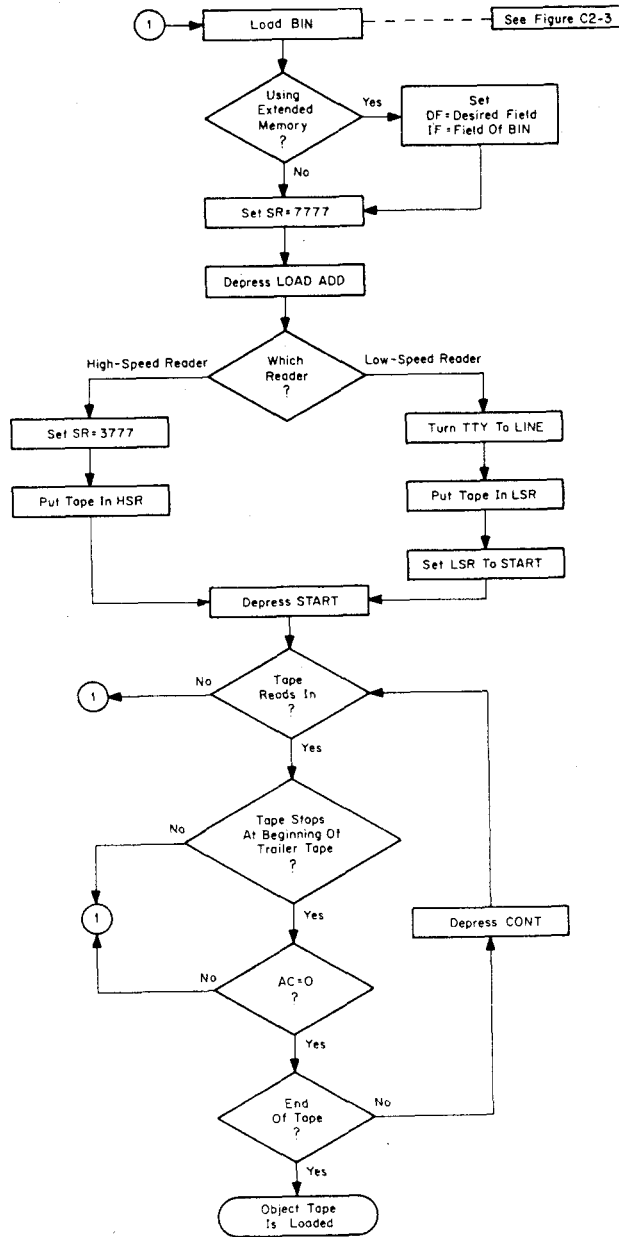 1
Load BIN
See Figure C2-3
Using
Extended
Memory
?
Yes
Set
DF=Desired Field
IF=Field Of BIN
No
Set SR=7777
Depress LOAD ADD
High-Speed Reader
Which
Reader
?
Low-Speed Reader
Set SR=3777
Turn TTY To LINE
Put Tape In HSR
Put Tape In LSR
Set LSR To START
Depress START
1
No
Tape
Reads In
?
Yes
No
Tape Stops
At Beginning Of
Trailer Tape
?
1
Yes
Depress CONT
No
AC=0
?
Yes
End
Of Tape
?
No
Yes
Object Tape
Is Loaded